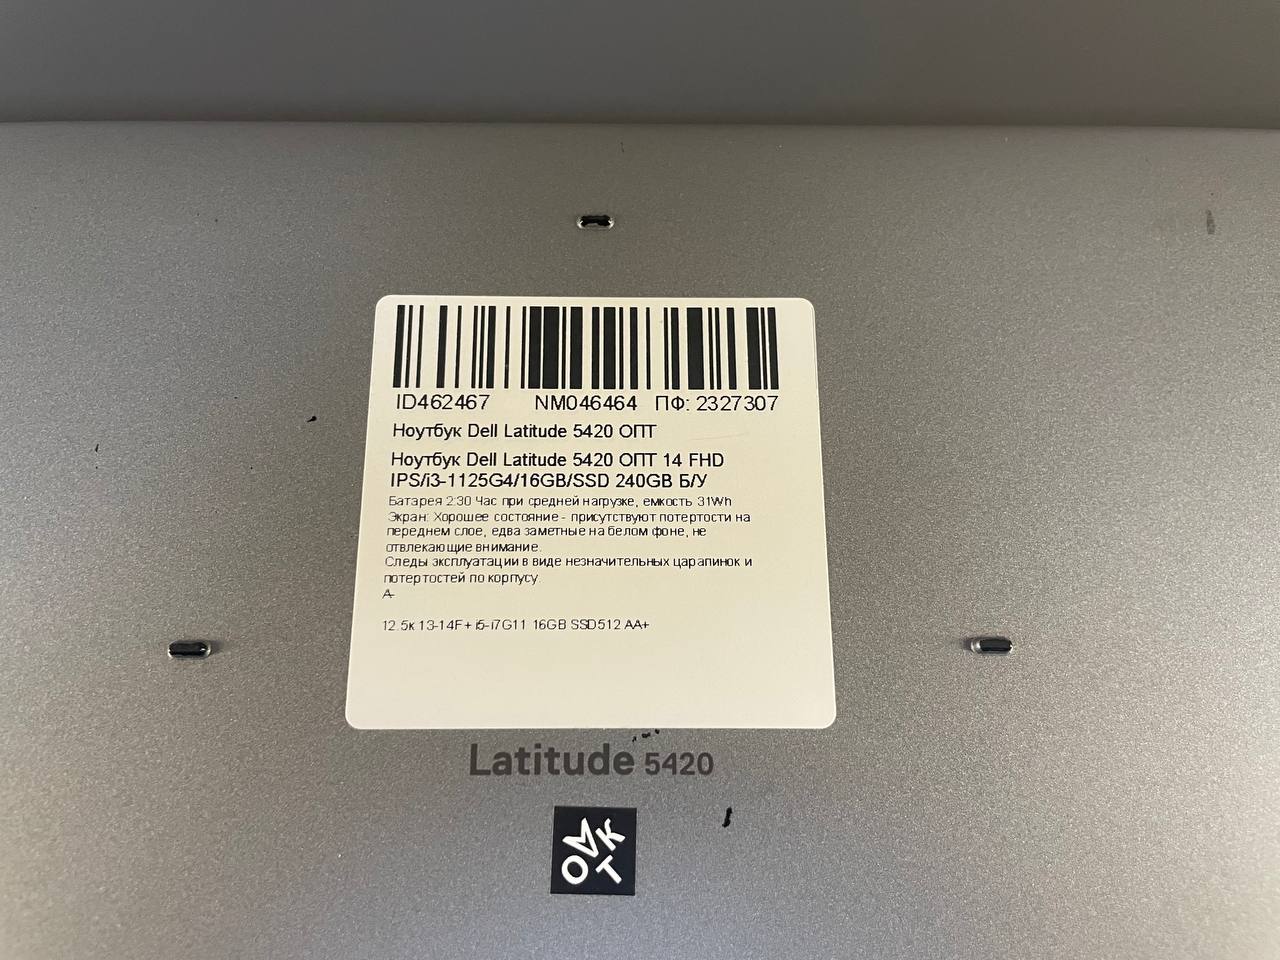 ID462467 NM046464 ПФ: 2327307
Ноутбук Dell Latitude 5420 ОПТ
Ноутбук Dell Latitude 5420 ОПТ 14 FHD
IPS/i3-1125G4/16GB/SSD 240GB Б/У
Батарея 2:30 Час при средней нагрузке, емкость 31Wh
Экран: Хорошее состояние - присутствуют потертости на
переднем слое, едва заметные на белом фоне, не
отвлекающие внимание.
Следы эксплуатации в виде незначительных царапинок и
потертостей по корпусу.
A-
12.5к 13-14F+ i5-i7G11 16GB SSD512 AA+
Latitude 5420
ОМКТ